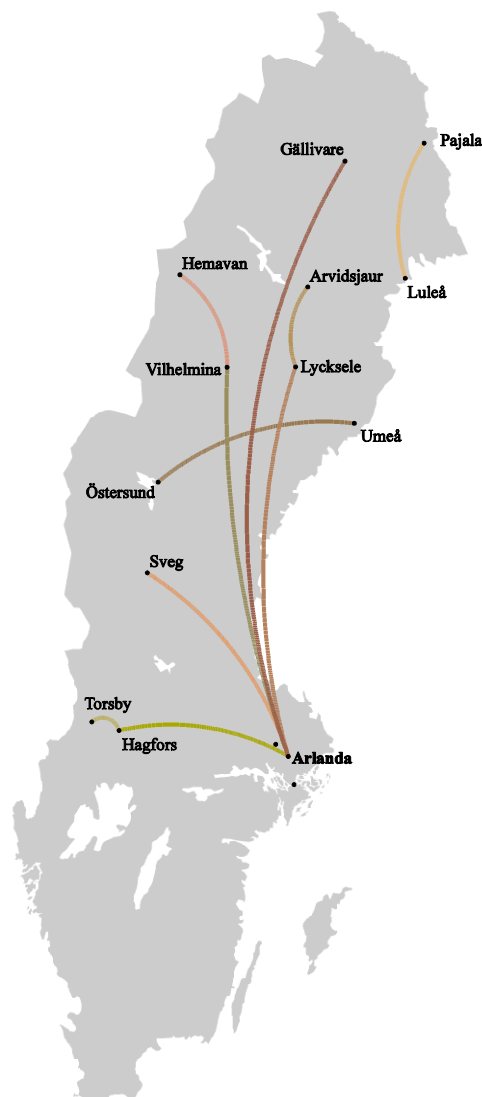 Pajala
Gällivare
Hemavan
Arvidsjaur
Luleå
Vilhelmina
Lycksele
Umeå
Östersund
Sveg
Torsby
Hagfors
Arlanda